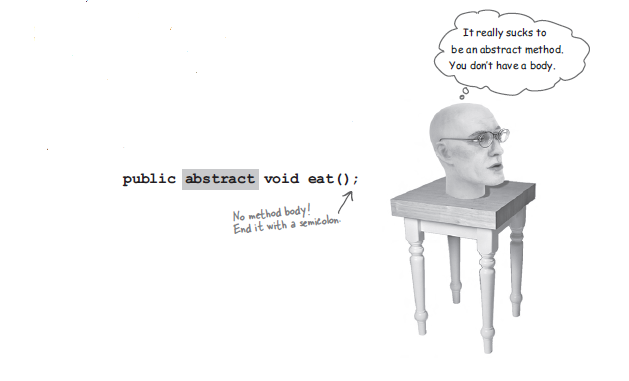 It really sucks to
be an abstract method.
You don't have a body.
public abstract void eat();
No method body!
End it with a semicolon.